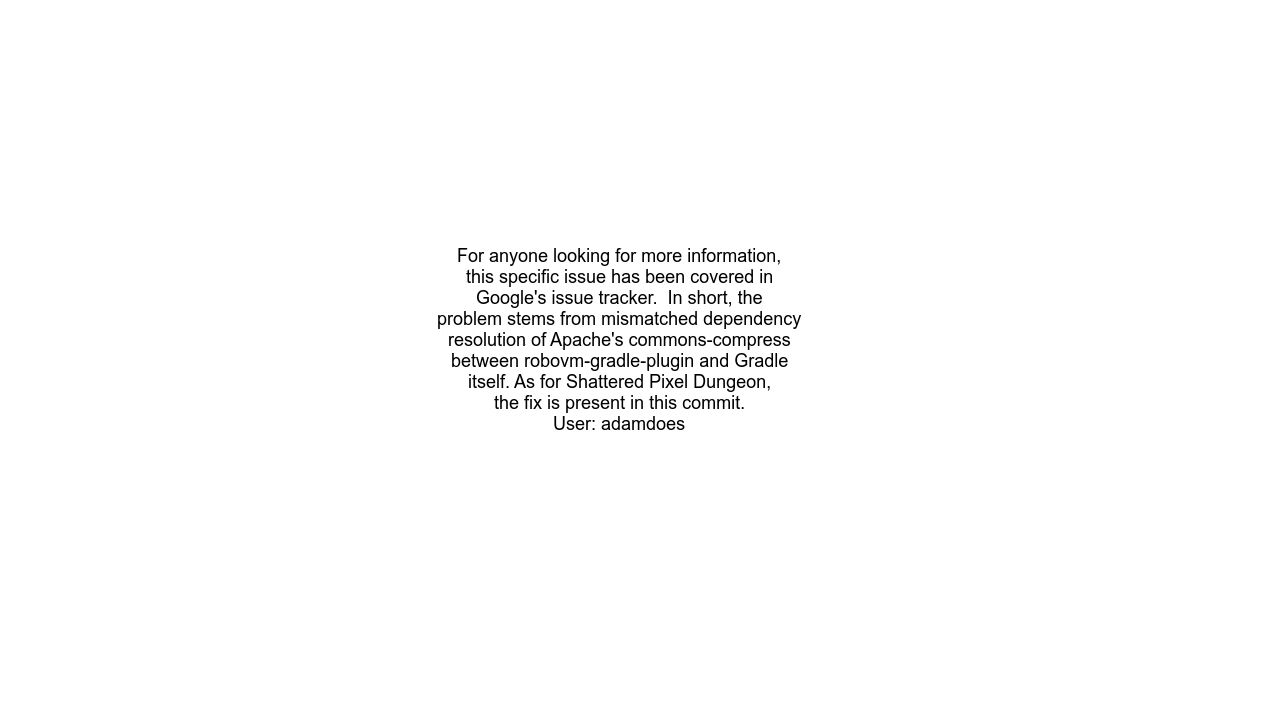 For anyone looking for more information,
this specific issue has been covered in
Google's issue tracker.  In short, the
problem stems from mismatched dependency
resolution of Apache's commons-compress
between robovm-gradle-plugin and Gradle
itself. As for Shattered Pixel Dungeon,
the fix is present in this commit.
User: adamdoes